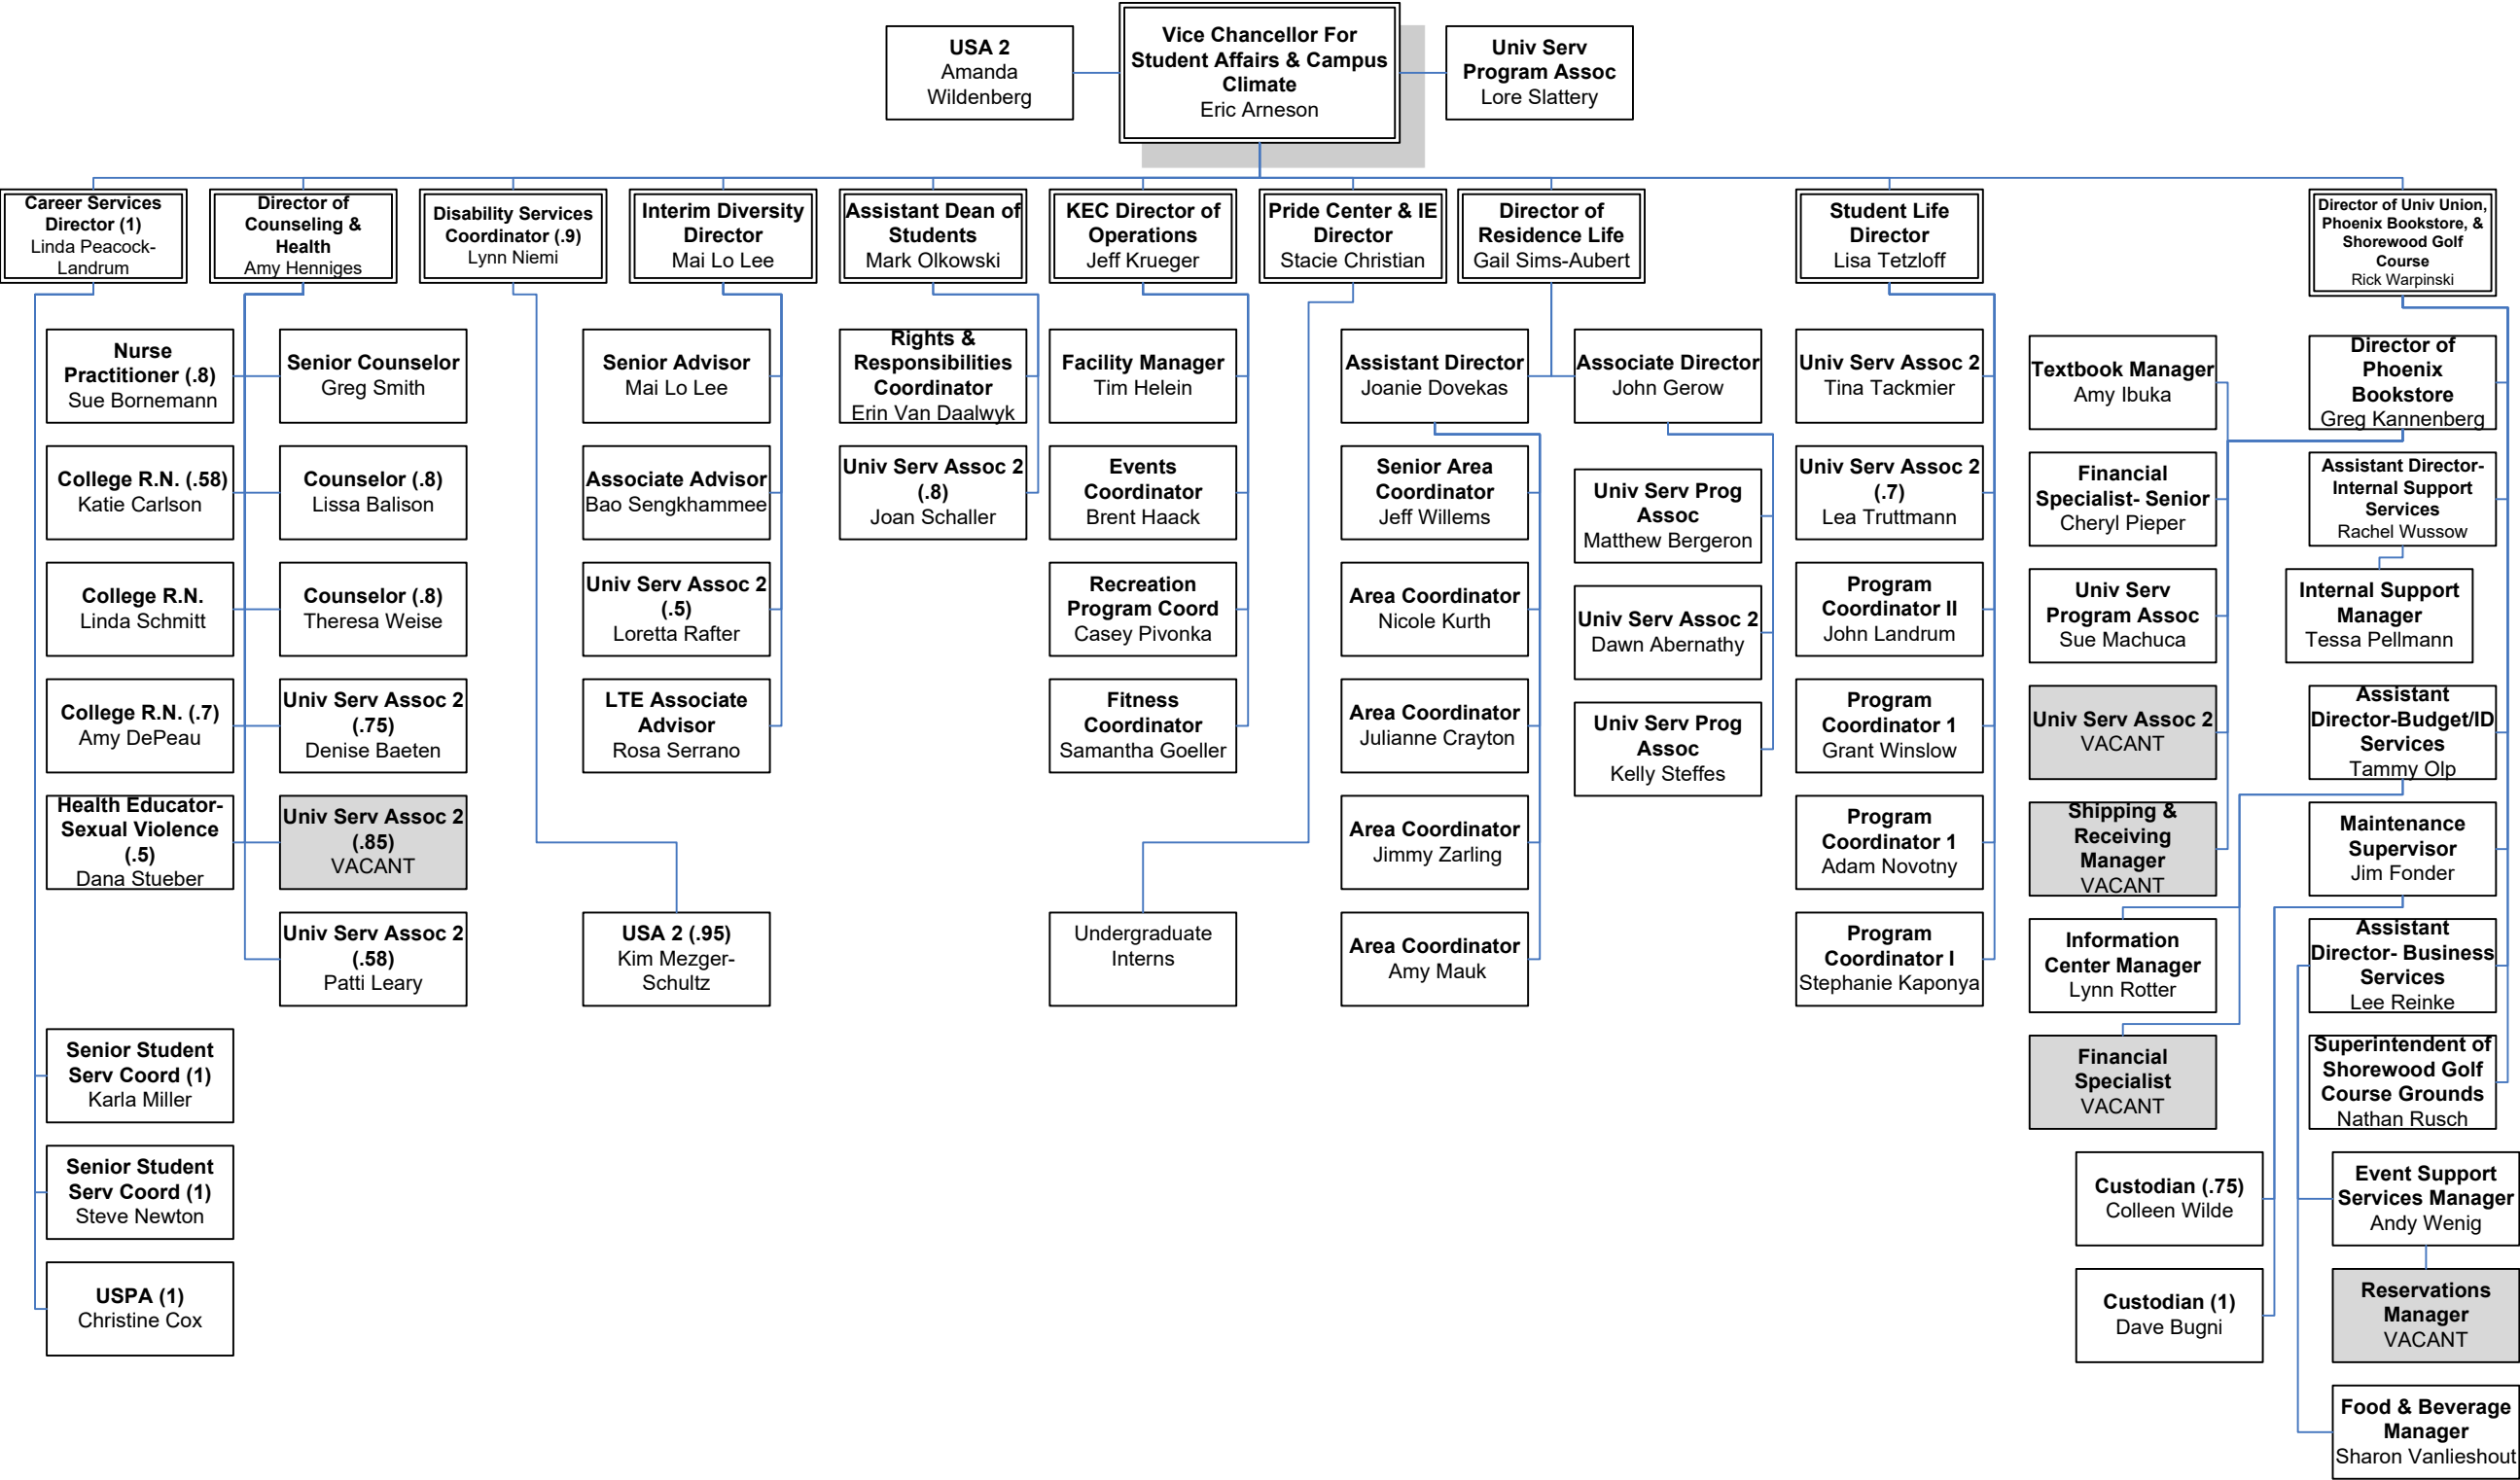 USA 2
Amanda
Wildenberg
Vice Chancellor For
Student Affairs & Campus
Climate
Eric Arneson
Univ Serv
Program Assoc
Lore Slattery
Career Services
Director (1)
Linda Peacock-
Landrum
Director of
Counseling &
Health
Amy Henniges
Disability Services
Coordinator (.9)
Lynn Niemi
Interim Diversity
Director
Mai Lo Lee
Assistant Dean of
Students
Mark Olkowski
KEC Director of
Operations
Jeff Krueger
Pride Center & IE
Director
Stacie Christian
Director of
Residence Life
Gail Sims-Aubert
Student Life
Director
Lisa Tetzloff
Director of Univ Union,
Phoenix Bookstore, &
Shorewood Golf
Course
Rick Warpinski
Nurse
Practitioner (.8)
Sue Bornemann
Senior Counselor
Greg Smith
Senior Advisor
Mai Lo Lee
Rights &
Responsibilities
Coordinator
Erin Van Daalwyk
Facility Manager
Tim Helein
Assistant Director
Joanie Dovekas
Associate Director
John Gerow
Univ Serv Assoc 2
Tina Tackmier
Textbook Manager
Amy Ibuka
Director of
Phoenix
Bookstore
Greg Kannenberg
College R.N. (.58)
Katie Carlson
Counselor (.8)
Lissa Balison
Associate Advisor
Bao Sengkhammee
Univ Serv Assoc 2
(.8)
Joan Schaller
Events
Coordinator
Brent Haack
Senior Area
Coordinator
Jeff Willems
Univ Serv Prog
Assoc
Matthew Bergeron
Univ Serv Assoc 2
(.7)
Lea Truttmann
Financial
Specialist- Senior
Cheryl Pieper
Assistant Director-
Internal Support
Services
Rachel Wussow
College R.N.
Linda Schmitt
Counselor (.8)
Theresa Weise
Univ Serv Assoc 2
(.5)
Loretta Rafter
Recreation
Program Coord
Casey Pivonka
Area Coordinator
Nicole Kurth
Univ Serv Assoc 2
Dawn Abernathy
Program
Coordinator II
John Landrum
Univ Serv
Program Assoc
Sue Machuca
Internal Support
Manager
Tessa Pellmann
College R.N. (.7)
Amy DePeau
Univ Serv Assoc 2
(.75)
Denise Baeten
LTE Associate
Advisor
Rosa Serrano
Fitness
Coordinator
Samantha Goeller
Area Coordinator
Julianne Crayton
Univ Serv Prog
Assoc
Kelly Steffes
Program
Coordinator 1
Grant Winslow
Univ Serv Assoc 2
VACANT
Assistant
Director-Budget/ID
Services
Tammy Olp
Health Educator-
Sexual Violence
(.5)
Dana Stueber
Univ Serv Assoc 2
(.85)
VACANT
Area Coordinator
Jimmy Zarling
Program
Coordinator 1
Adam Novotny
Shipping &
Receiving
Manager
VACANT
Maintenance
Supervisor
Jim Fonder
Univ Serv Assoc 2
(.58)
Patti Leary
USA 2 (.95)
Kim Mezger-
Schultz
Undergraduate
Interns
Area Coordinator
Amy Mauk
Program
Coordinator I
Stephanie Kaponya
Information
Center Manager
Lynn Rotter
Assistant
Director- Business
Services
Lee Reinke
Senior Student
Serv Coord (1)
Karla Miller
Financial
Specialist
VACANT
Superintendent of
Shorewood Golf
Course Grounds
Nathan Rusch
Senior Student
Serv Coord (1)
Steve Newton
Custodian (.75)
Colleen Wilde
Event Support
Services Manager
Andy Wenig
USPA (1)
Christine Cox
Custodian (1)
Dave Bugni
Reservations
Manager
VACANT
Food & Beverage
Manager
Sharon Vanlieshout